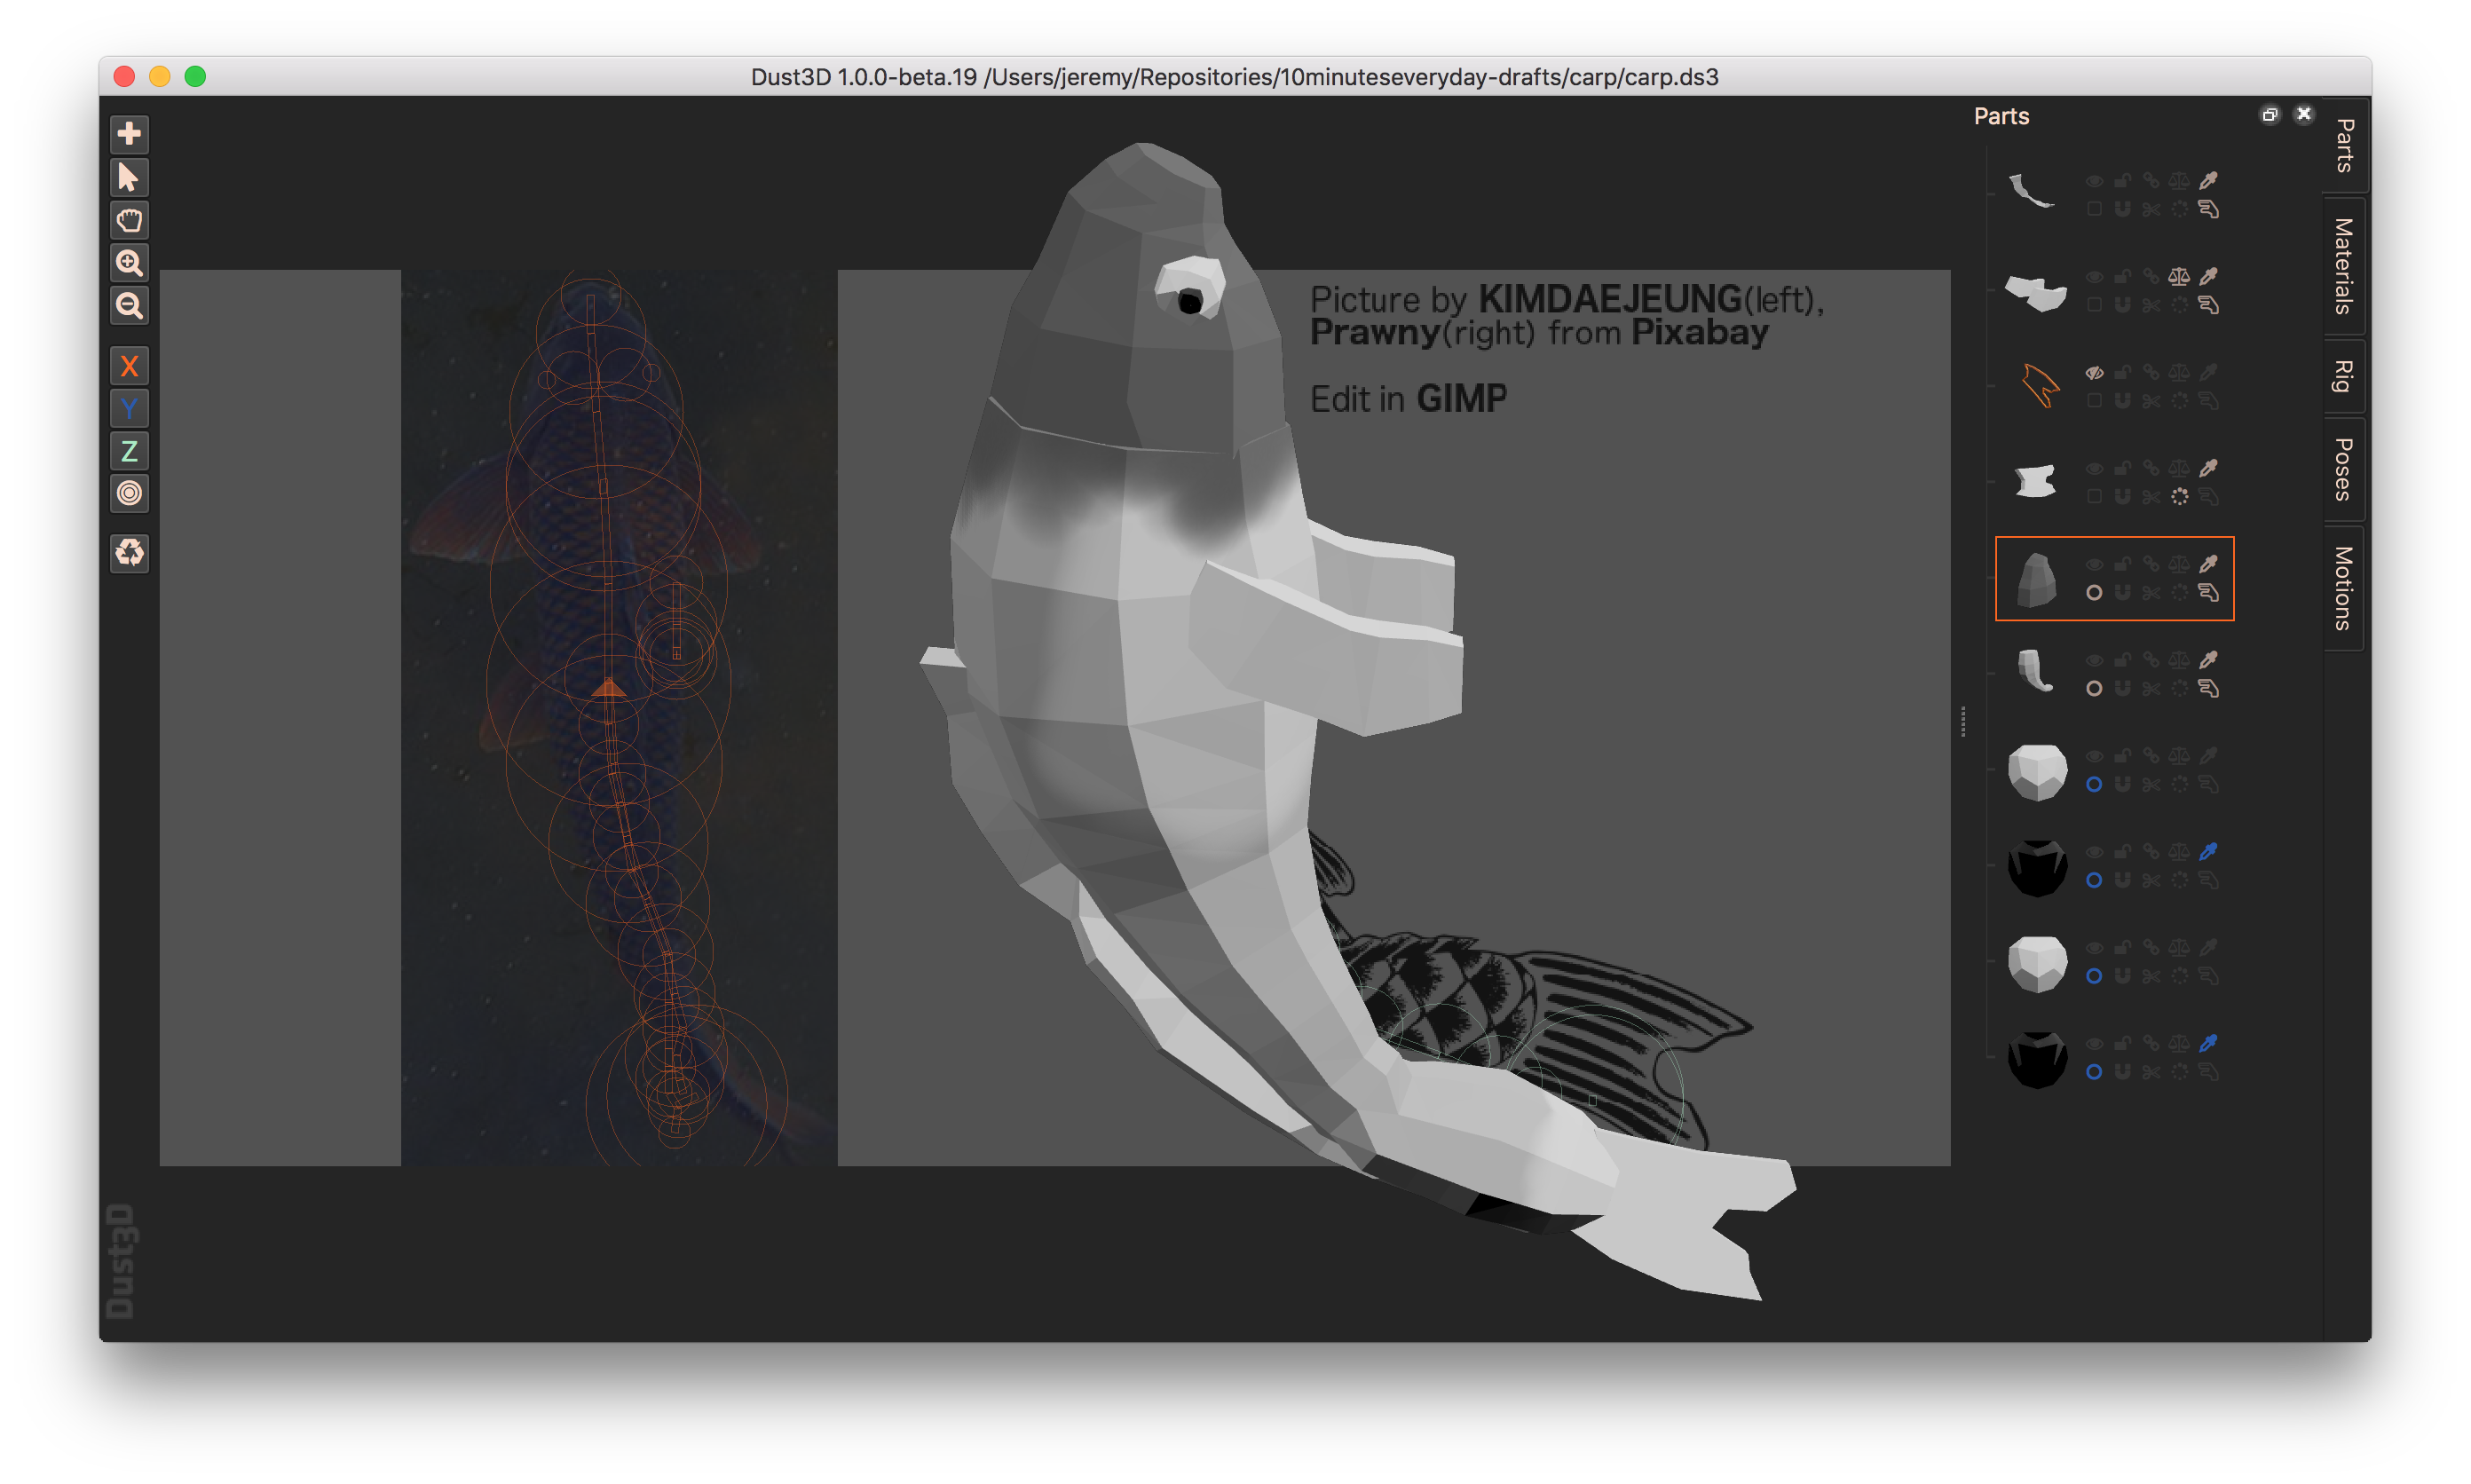 Dust3D 1.0.0-beta.19 /Users/jeremy/Repositories/10minuteseveryday-drafts/carp/carp.ds3
Parts
Parts
Materials
Rig
Poses
Motions
X
Y
Z
Picture by KIMDAEJEUNG(left),
Prawny(right) from Pixabay
Edit in GIMP
Dust3D